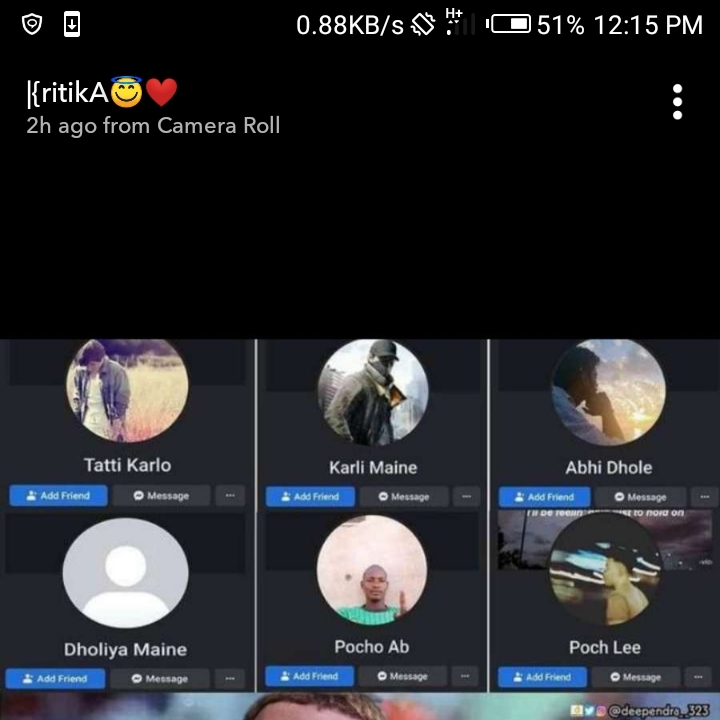 0.88KB/s H+ 51% 12:15 PM
|{ritikA😇❤️
2h ago from Camera Roll
Tatti Karlo
Add Friend
Message
Karli Maine
Add Friend
Message
Abhi Dhole
Add Friend
Message
Dholiya Maine
Add Friend
Message
Pocho Ab
Add Friend
Message
I'll be feelin' just to hold on
Poch Lee
Add Friend
Message
@deependra_323